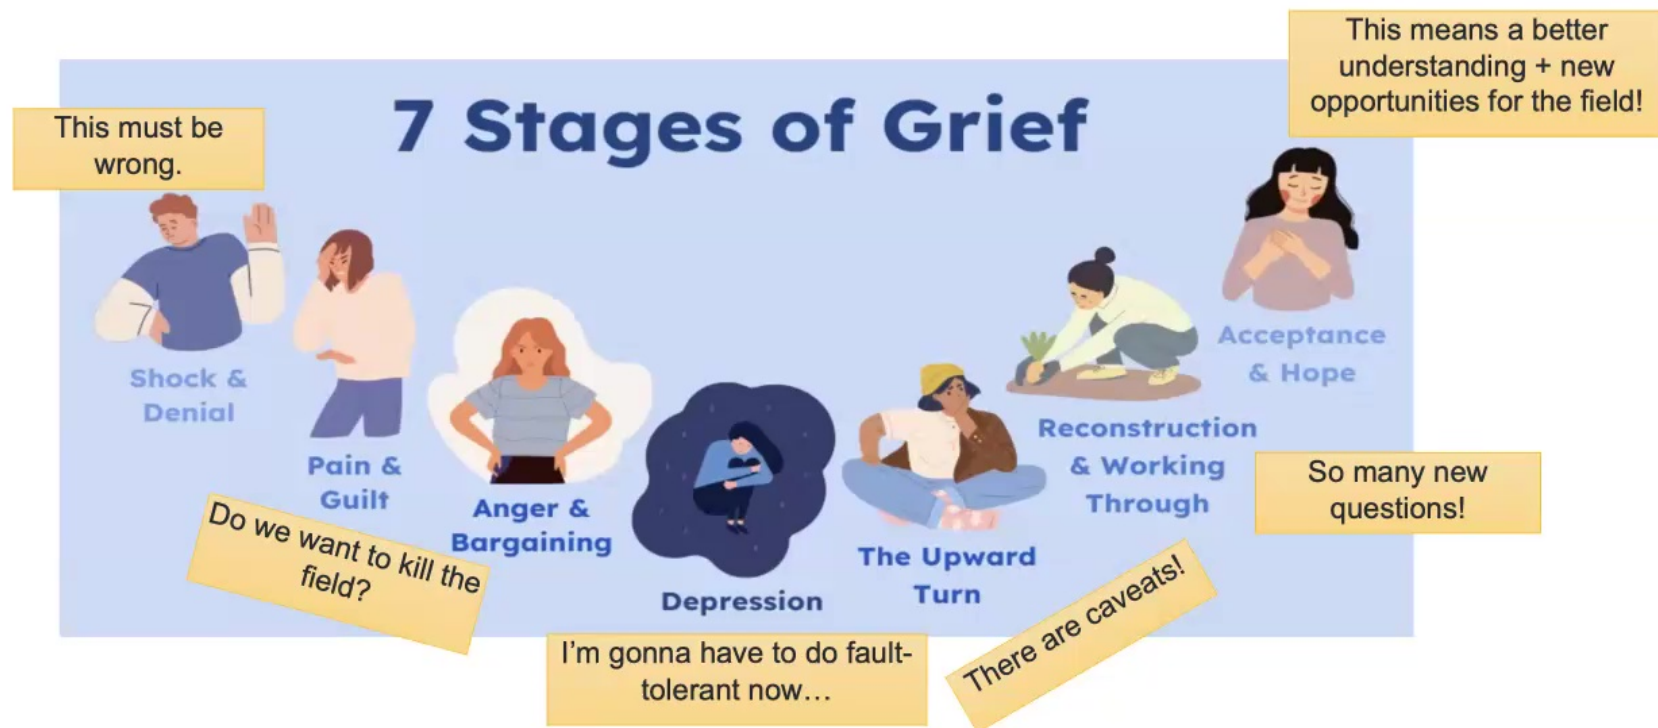 This means a better
understanding + new
opportunities for the field!
7 Stages of Grief
This must be
wrong.
Shock &
Denial
Pain &
Guilt
Do we want to kill the
field?
Anger &
Bargaining
Depression
I'm gonna have to do fault-
tolerant now...
The Upward
Turn
There are caveats!
Reconstruction
& Working
Through
So many new
questions!
Acceptance
& Hope